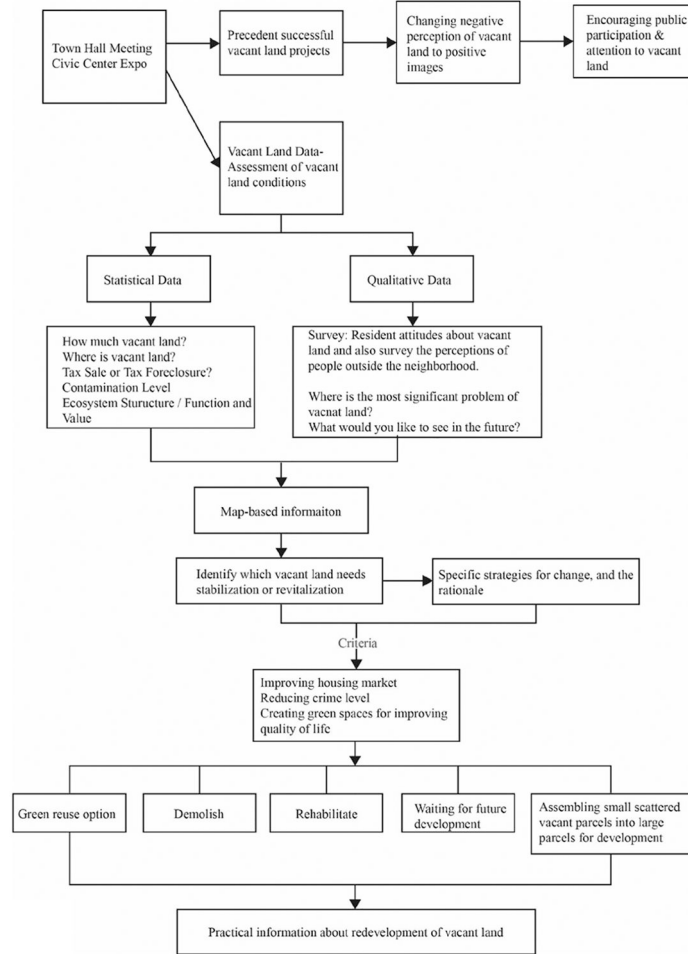 Town Hall Meeting
Civic Center Expo
Precedent successful
vacant land projects
Changing negative
perception of vacant
land to positive
images
Encouraging public
participation &
attention to vacant
land
Vacant Land Data-
Assessment of vacant
land conditions
Statistical Data
Qualitative Data
How much vacant land?
Where is vacant land?
Tax Sale or Tax Foreclosure?
Contamination Level
Ecosystem Sturucture / Function and
Value
Survey: Resident attitudes about vacant
land and also survey the perceptions of
people outside the neighborhood.
Where is the most significant problem of
vacnat land?
What would you like to see in the future?
Map-based informaiton
Identify which vacant land needs
stabilization or revitalization
Specific strategies for change, and the
rationale
Criteria
Improving housing market
Reducing crime level
Creating green spaces for improving
quality of life
Green reuse option
Demolish
Rehabilitate
Waiting for future
development
Assembling small scattered
vacant parcels into large
parcels for development
Practical information about redevelopment of vacant land